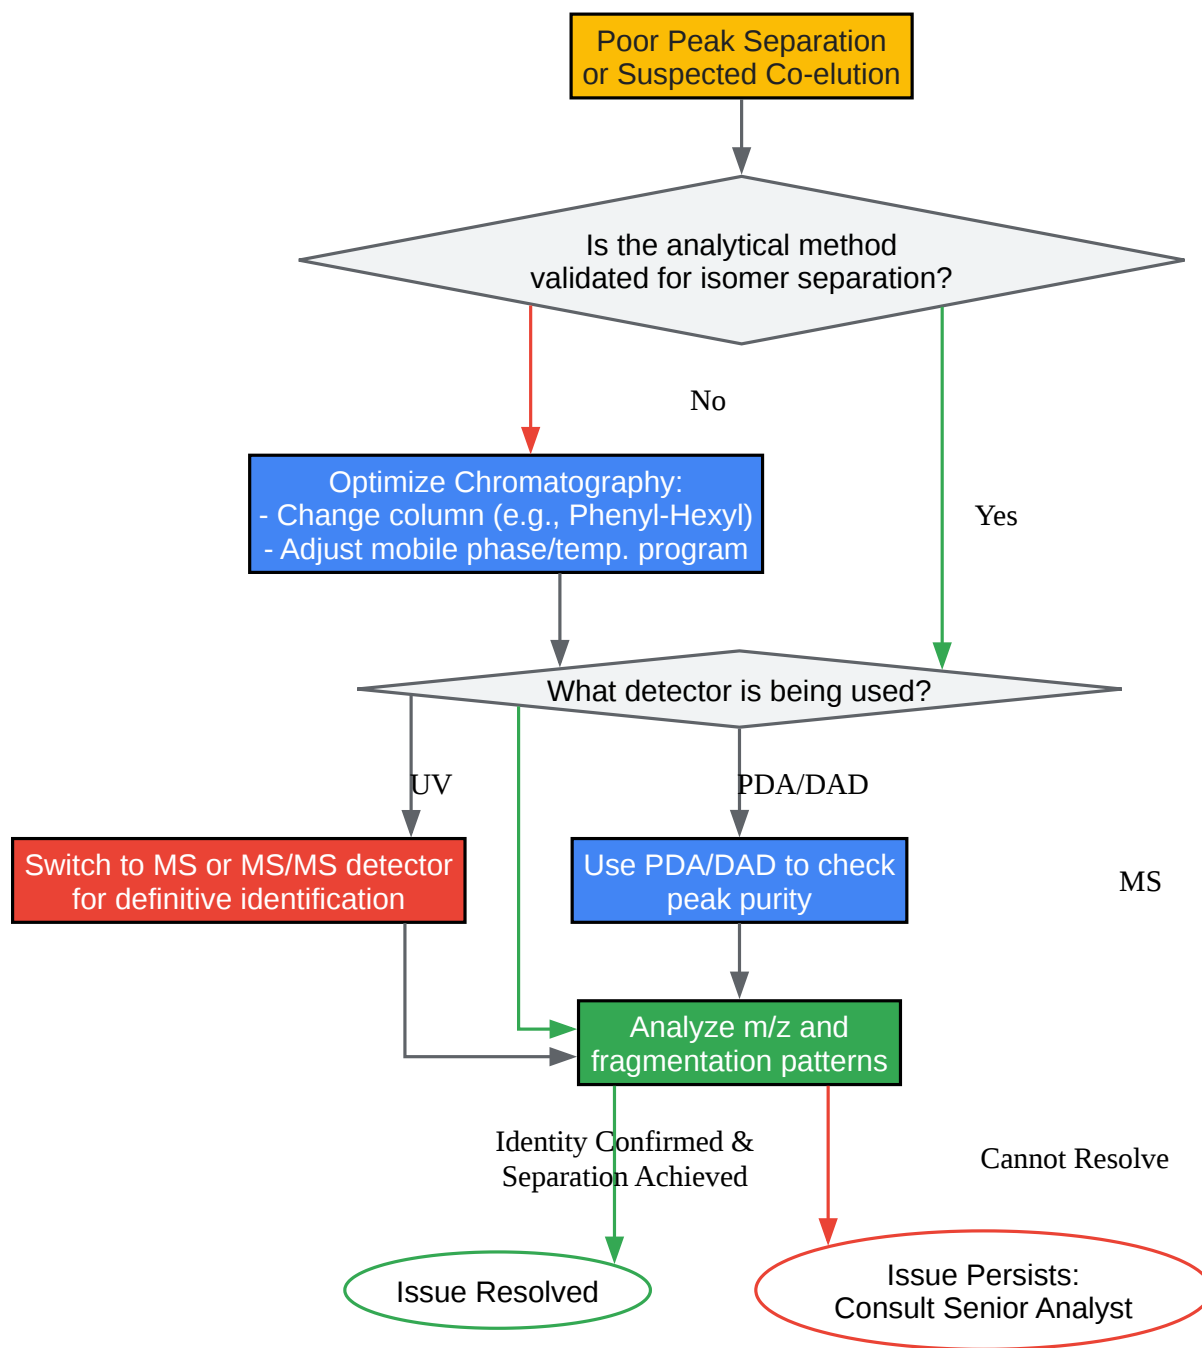 Poor Peak Separation
or Suspected Co-elution
Is the analytical method
validated for isomer separation?
No
Optimize Chromatography:
- Change column (e.g., Phenyl-Hexyl)
- Adjust mobile phase/temp. program
Yes
What detector is being used?
UV
PDA/DAD
Switch to MS or MS/MS detector
for definitive identification
Use PDA/DAD to check
peak purity
MS
Analyze m/z and
fragmentation patterns
Identity Confirmed &
Separation Achieved
Cannot Resolve
Issue Resolved
Issue Persists:
Consult Senior Analyst